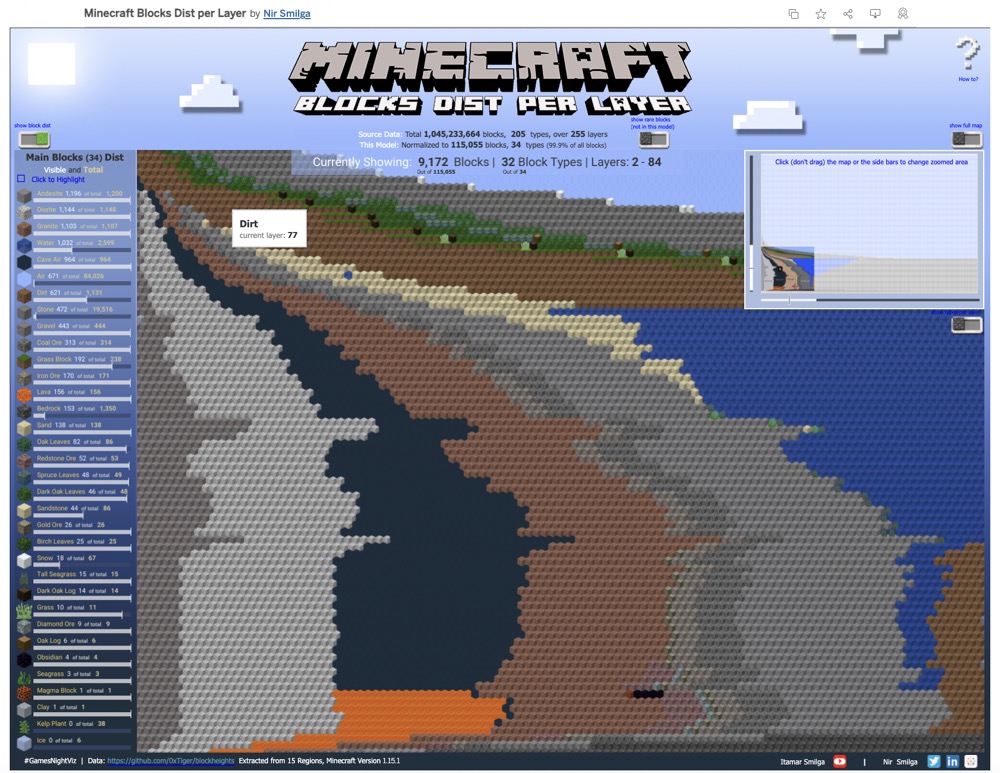 Minecraft Blocks Dist per Layer by Nir Smilga
MINECRAFT
BLOCKS DIST PER LAYER
How to?
show block dist
show rare blocks
(not in this model)
show full map
Source Data: Total 1,045,233,664 blocks, 205 types, over 255 layers
This Model: Normalized to 115,055 blocks, 34 types (99.9% of all blocks)
Currently Showing: 9,172 Blocks | 32 Block Types | Layers: 2 - 84
Out of 115,055
Out of 34
Main Blocks (34) Dist
Visible and Total
Click to Highlight
Andesite 1,196 of total 1,200
Diorite 1,144 of total 1,148
Granite 1,103 of total 1,107
Water 1,032 of total 2,599
Cave Air 964 of total 964
Air 671 of total 84,026
Dirt 621 of total 1,131
Stone 472 of total 19,516
Gravel 443 of total 444
Coal Ore 313 of total 314
Grass Block 192 of total 238
Iron Ore 170 of total 171
Lava 156 of total 156
Bedrock 153 of total 1,350
Sand 138 of total 138
Oak Leaves 82 of total 86
Redstone Ore 52 of total 53
Spruce Leaves 48 of total 49
Dark Oak Leaves 46 of total 48
Sandstone 44 of total 86
Gold Ore 26 of total 26
Birch Leaves 25 of total 25
Snow 18 of total 67
Tall Seagrass 15 of total 15
Dark Oak Log 14 of total 14
Grass 10 of total 11
Diamond Ore 9 of total 9
Oak Log 6 of total 6
Obsidian 4 of total 4
Seagrass 3 of total 3
Magma Block 1 of total 1
Clay 1 of total 1
Kelp Plant 0 of total 38
Ice 0 of total 6
Dirt
current layer: 77
Click (don't drag) the map or the side bars to change zoomed area
#GamesNightViz | Data: https://github.com/0xTiger/blockheights Extracted from 15 Regions, Minecraft Version 1.15.1
Itamar Smilga | Nir Smilga